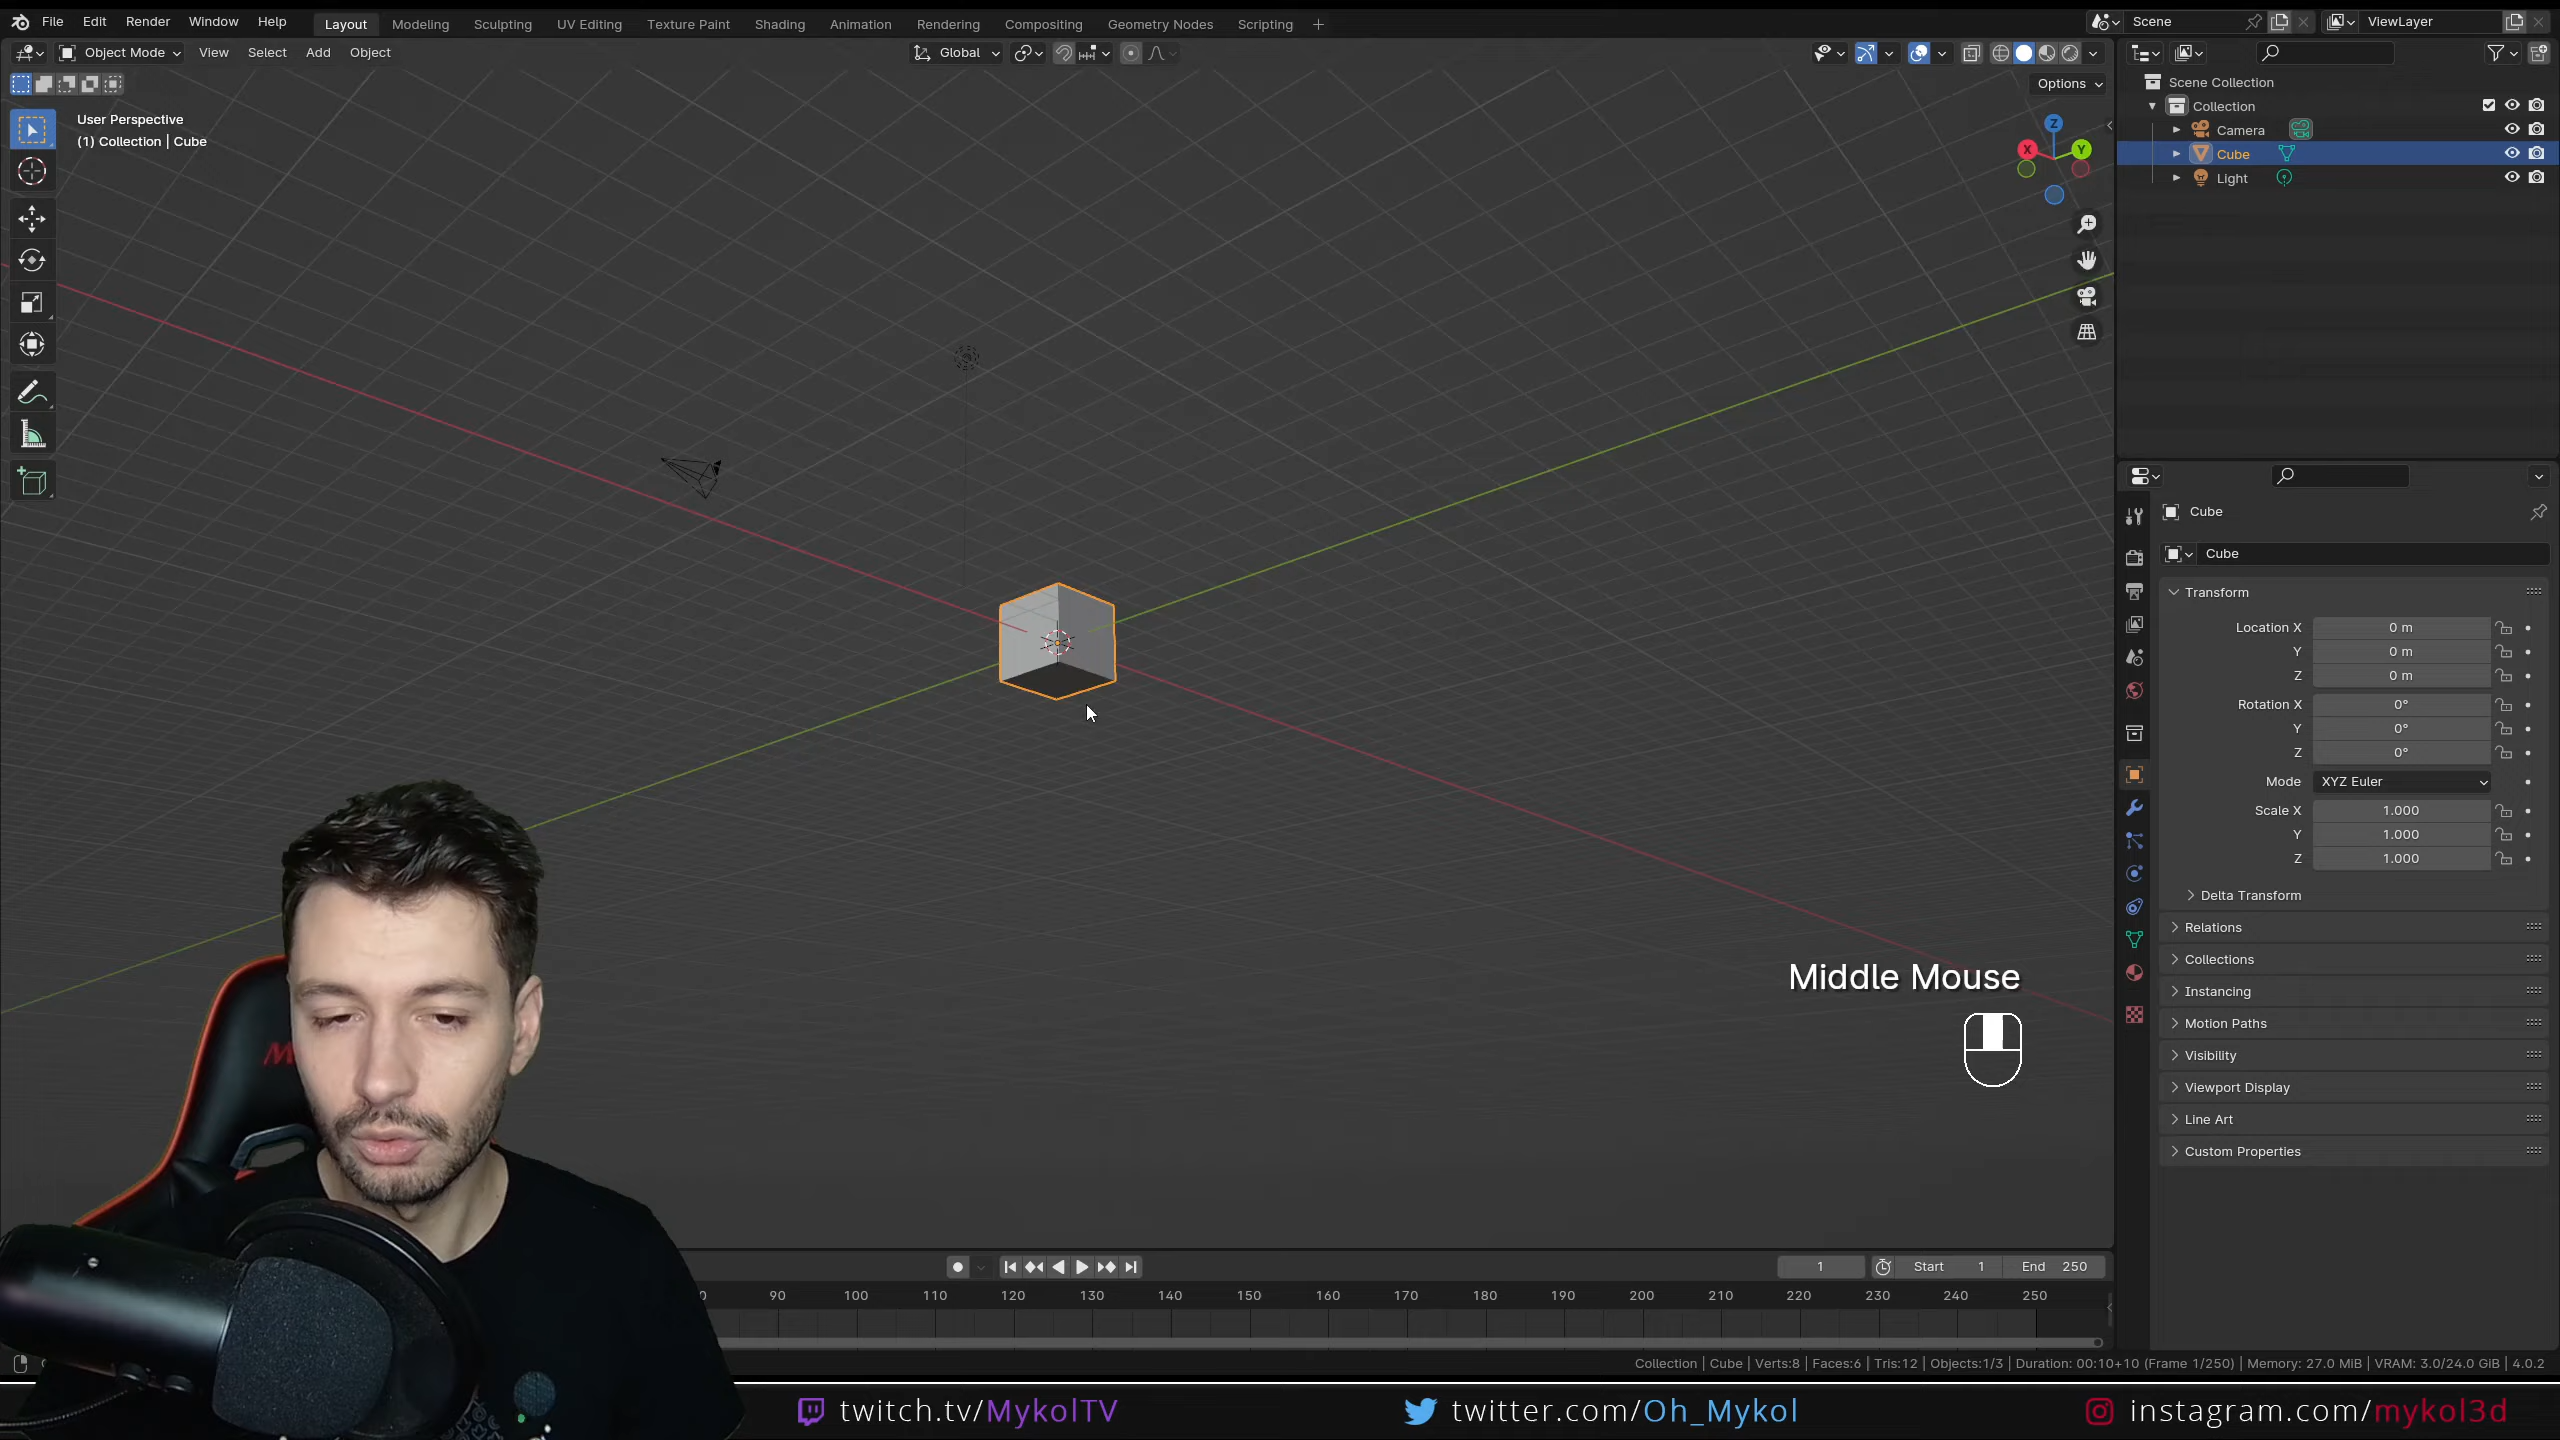 File Edit Render Window Help Layout Modeling Sculpting UV Editing Texture Paint Shading Animation Rendering Compositing Geometry Nodes Scripting + Scene ViewLayer
Object Mode View Select Add Object Global
Options
User Perspective
(1) Collection | Cube
Z
X
Y
Scene Collection
Collection
Camera
Cube
Light
Cube
Cube
Transform
Location X 0 m
Y 0 m
Z 0 m
Rotation X 0°
Y 0°
Z 0°
Mode XYZ Euler
Scale X 1.000
Y 1.000
Z 1.000
Delta Transform
Relations
Collections
Instancing
Motion Paths
Visibility
Viewport Display
Line Art
Custom Properties
Middle Mouse
1 Start 1 End 250
90 100 110 120 130 140 150 160 170 180 190 200 210 220 230 240 250
Collection | Cube | Verts:8 | Faces:6 | Tris:12 | Objects:1/3 | Duration: 00:10+10 (Frame 1/250) | Memory: 27.0 MiB | VRAM: 3.0/24.0 GiB | 4.0.2
twitch.tv/MykolTV twitter.com/Oh_Mykol instagram.com/mykol3d